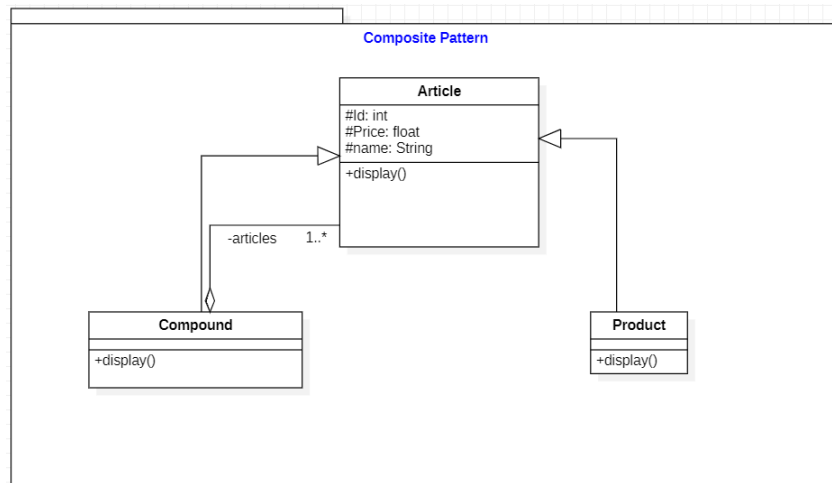 Composite Pattern
Article
#Id: int
#Price: float
#name: String
+display()
-articles 1..*
Compound
+display()
Product
+display()